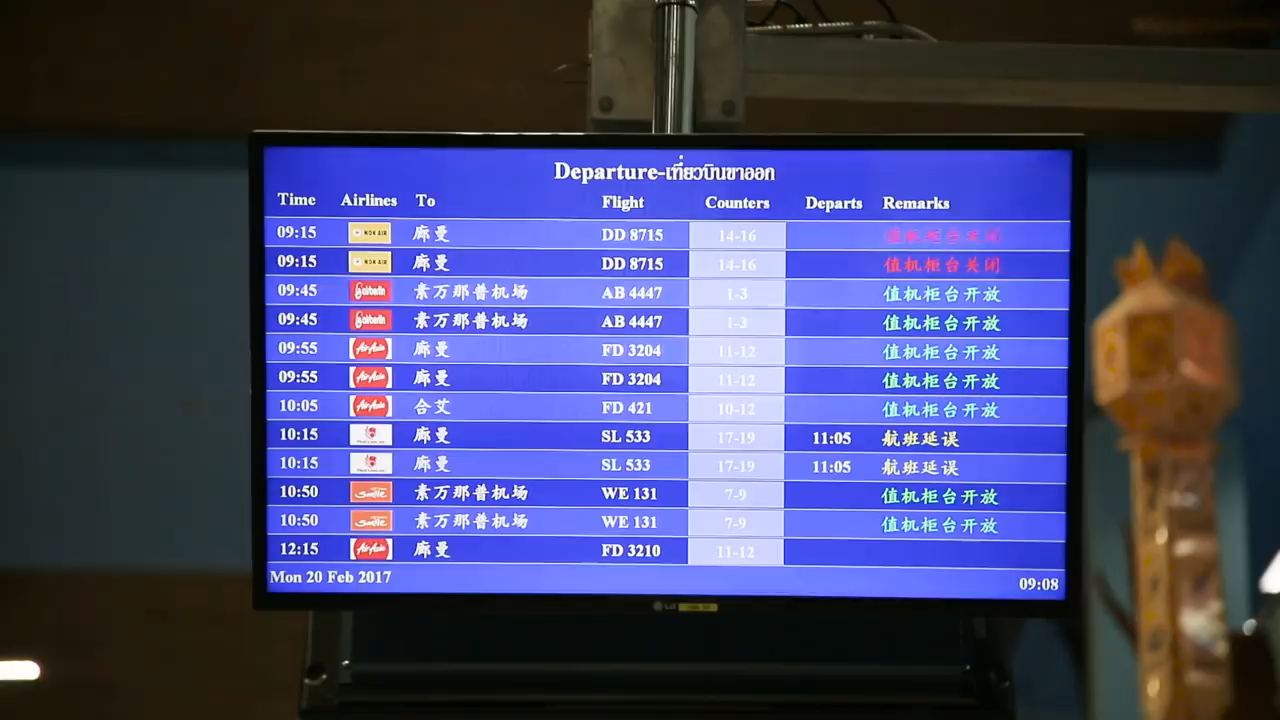 Departure-เที่ยวบินขาออก
Time Airlines To Flight Counters Departs Remarks
09:15 NOK AIR 廊曼 DD 8715 14-16 值机柜台关闭
09:15 NOK AIR 廊曼 DD 8715 14-16 值机柜台关闭
09:45 airberlin 素万那普机场 AB 4447 1-3 值机柜台开放
09:45 airberlin 素万那普机场 AB 4447 1-3 值机柜台开放
09:55 AirAsia 廊曼 FD 3204 11-12 值机柜台开放
09:55 AirAsia 廊曼 FD 3204 11-12 值机柜台开放
10:05 AirAsia 合艾 FD 421 10-12 值机柜台开放
10:15 廊曼 SL 533 17-19 11:05 航班延误
10:15 廊曼 SL 533 17-19 11:05 航班延误
10:50 Smile 素万那普机场 WE 131 7-9 值机柜台开放
10:50 Smile 素万那普机场 WE 131 7-9 值机柜台开放
12:15 AirAsia 廊曼 FD 3210 11-12
Mon 20 Feb 2017 09:08
LG